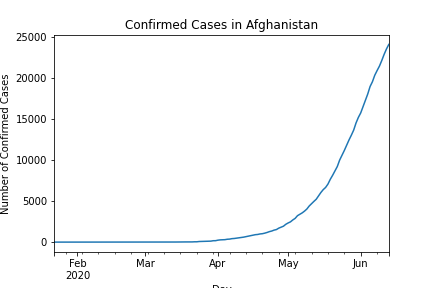 Confirmed Cases in Afghanistan
Number of Confirmed Cases
25000
20000
15000
10000
5000
0
Feb Mar Apr May Jun
2020